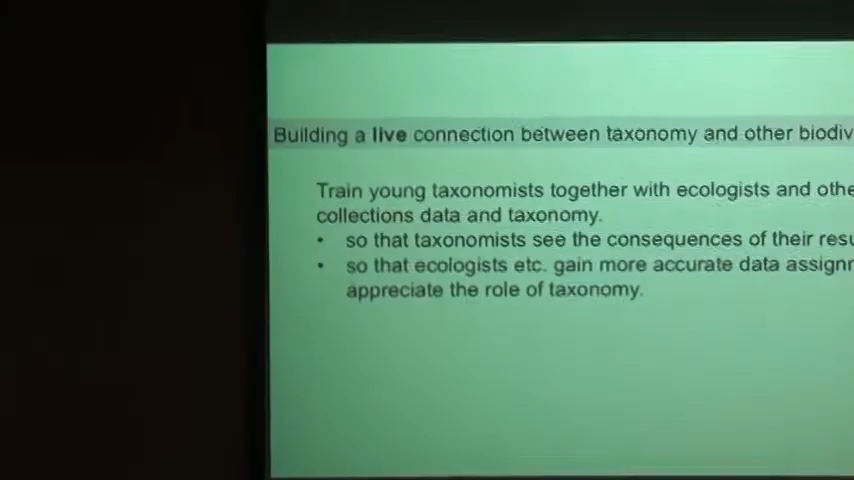 Building a live connection between taxonomy and other biodiv
Train young taxonomists together with ecologists and othe
collections data and taxonomy.
• so that taxonomists see the consequences of their resu
• so that ecologists etc. gain more accurate data assignm
appreciate the role of taxonomy.